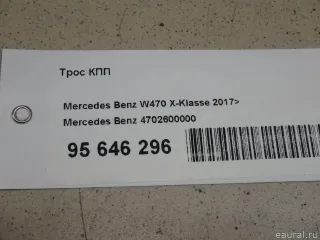 Трос КПП
Mercedes Benz W470 X-Klasse 2017>
Mercedes Benz 4702600000
95 646 296
eaural.ru